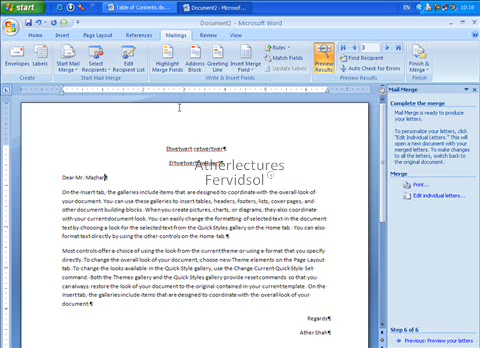 start
Table of Contents.do...
Document2 - Microsof...
EN
10:18
Document2 - Microsoft Word
Home
Insert
Page Layout
References
Mailings
Review
View
Envelopes
Labels
Create
Start Mail Merge
Select Recipients
Edit Recipient List
Start Mail Merge
Highlight Merge Fields
Address Block
Greeting Line
Insert Merge Field
Rules
Match Fields
Update Labels
Write & Insert Fields
Preview Results
3
Find Recipient
Auto Check for Errors
Preview Results
Finish & Merge
Finish
Mail Merge
Complete the merge
Mail Merge is ready to produce
your letters.
To personalize your letters, click
"Edit Individual Letters." This
will open a new document with
your merged letters. To make
changes to all the letters, switch
back to the original document.
Merge
Print...
Edit individual letters...
Step 6 of 6
Previous: Preview your letters
Atherlectures
Fervidsol
Dear Mr. Mazhar¶
On the Insert tab, the galleries include items that are designed to coordinate with the overall look of
your document. You can use these galleries to insert tables, headers, footers, lists, cover pages, and
other document building blocks. When you create pictures, charts, or diagrams, they also coordinate
with your current document look. You can easily change the formatting of selected text in the document
text by choosing a look for the selected text from the Quick Styles gallery on the Home tab. You can also
format text directly by using the other controls on the Home tab.¶
Most controls offer a choice of using the look from the current theme or using a format that you specify
directly. To change the overall look of your document, choose new Theme elements on the Page Layout
tab. To change the looks available in the Quick Style gallery, use the Change Current Quick Style Set
command. Both the Themes gallery and the Quick Styles gallery provide reset commands so that you
can always restore the look of your document to the original contained in your current template. On the
Insert tab, the galleries include items that are designed to coordinate with the overall look of your
document.¶
Regards¶
Ather Shah¶